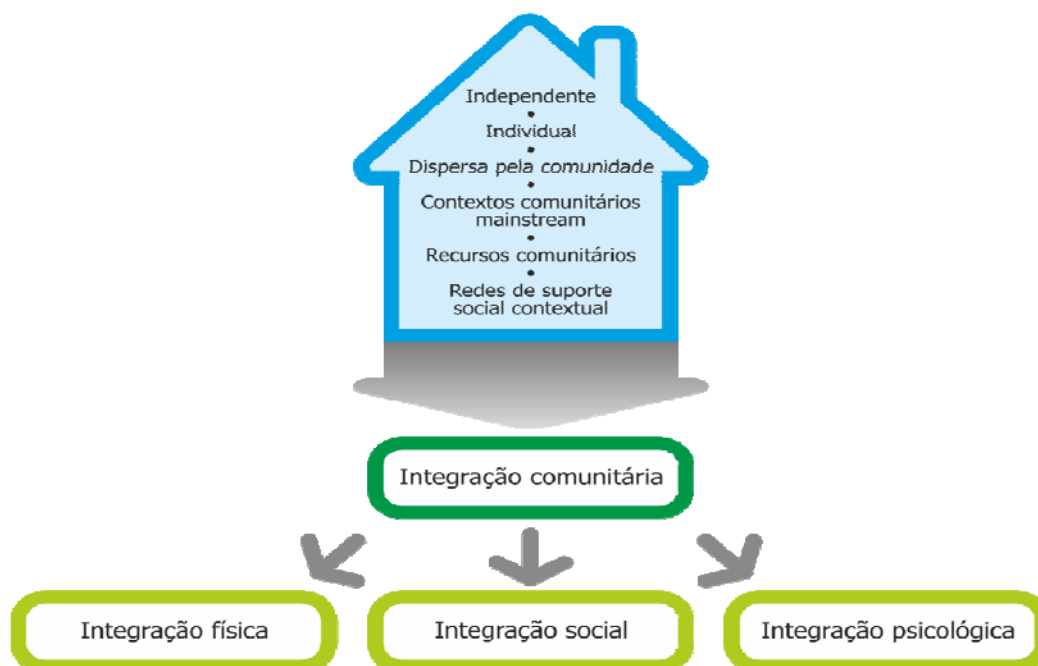 Independente
•
Individual
•
Dispersa pela comunidade
•
Contextos comunitários
mainstream
•
Recursos comunitários
•
Redes de suporte
social contextual
Integração comunitária
Integração física
Integração social
Integração psicológica